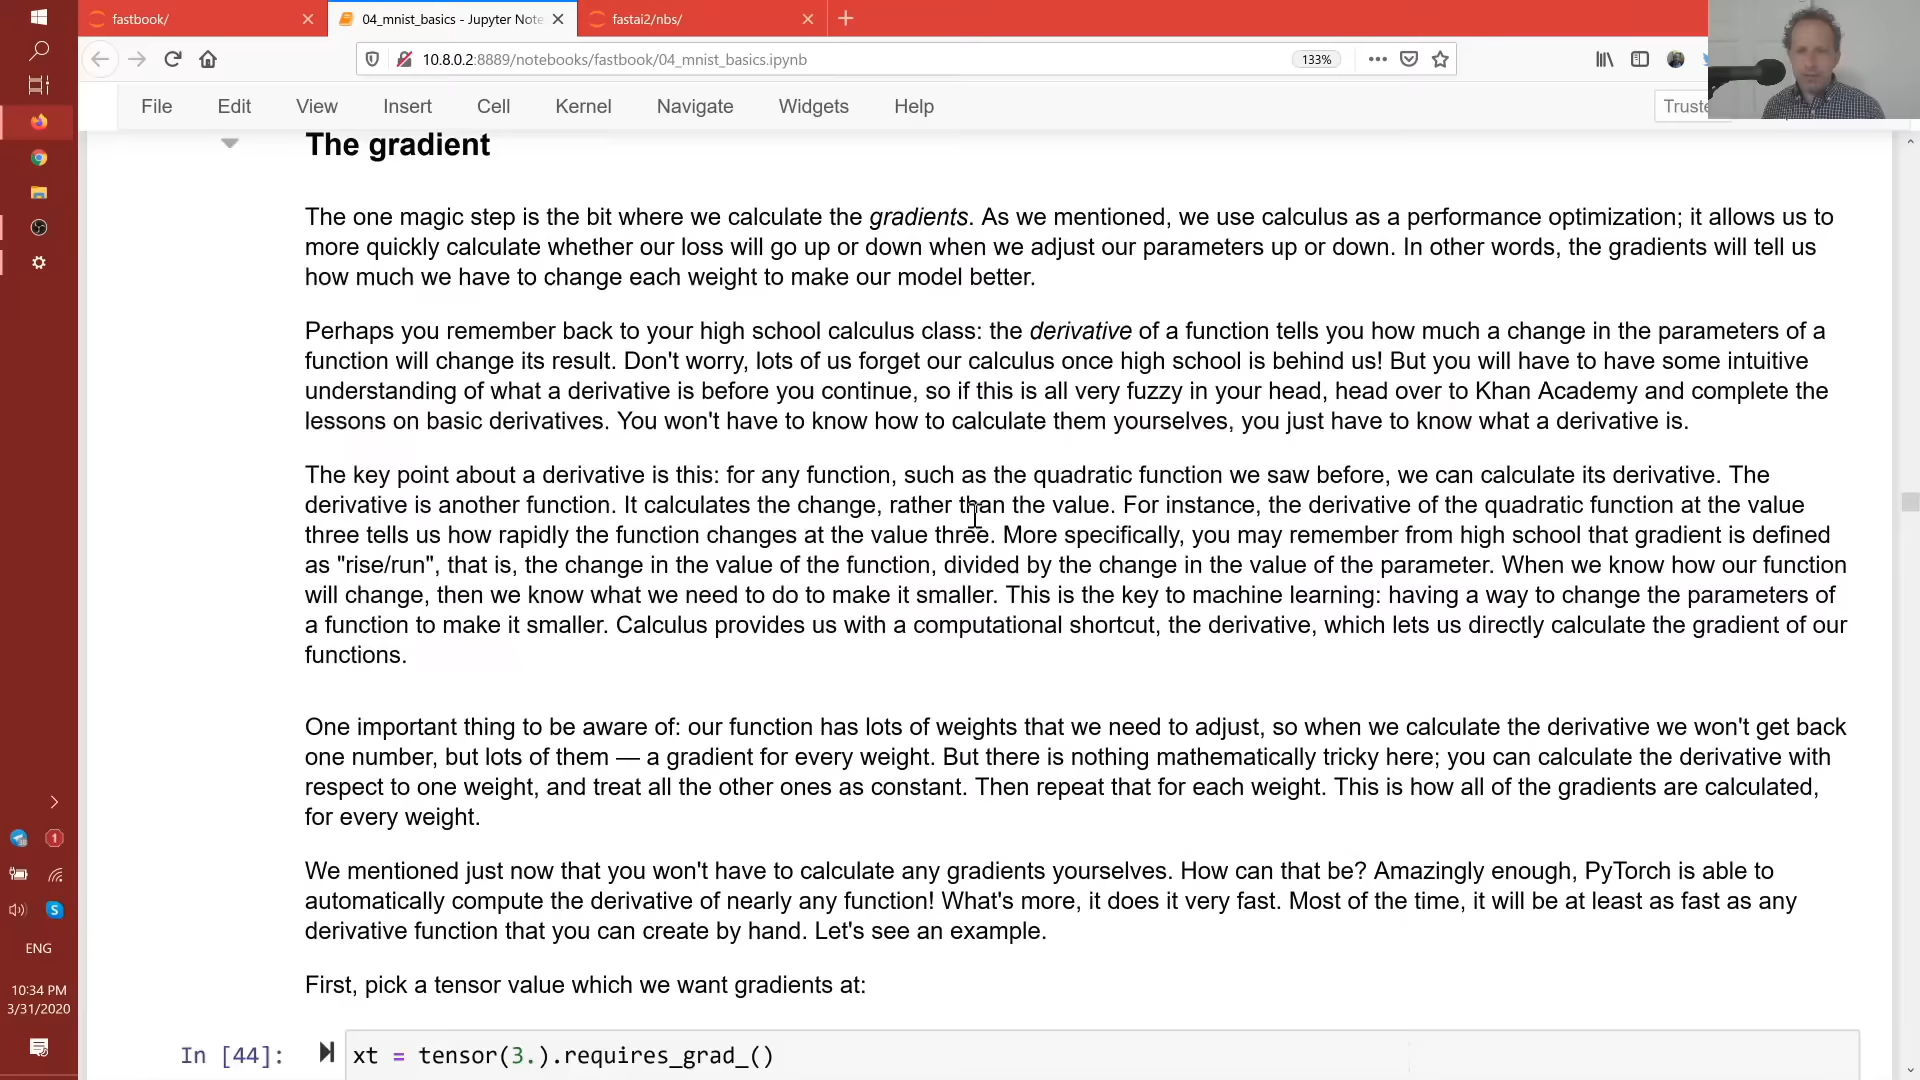 fastbook/
04_mnist_basics - Jupyter Note
fastai2/nbs/
10.8.0.2:8889/notebooks/fastbook/04_mnist_basics.ipynb
133%
File Edit View Insert Cell Kernel Navigate Widgets Help
The gradient
The one magic step is the bit where we calculate the gradients. As we mentioned, we use calculus as a performance optimization; it allows us to
more quickly calculate whether our loss will go up or down when we adjust our parameters up or down. In other words, the gradients will tell us
how much we have to change each weight to make our model better.
Perhaps you remember back to your high school calculus class: the derivative of a function tells you how much a change in the parameters of a
function will change its result. Don't worry, lots of us forget our calculus once high school is behind us! But you will have to have some intuitive
understanding of what a derivative is before you continue, so if this is all very fuzzy in your head, head over to Khan Academy and complete the
lessons on basic derivatives. You won't have to know how to calculate them yourselves, you just have to know what a derivative is.
The key point about a derivative is this: for any function, such as the quadratic function we saw before, we can calculate its derivative. The
derivative is another function. It calculates the change, rather than the value. For instance, the derivative of the quadratic function at the value
three tells us how rapidly the function changes at the value three. More specifically, you may remember from high school that gradient is defined
as "rise/run", that is, the change in the value of the function, divided by the change in the value of the parameter. When we know how our function
will change, then we know what we need to do to make it smaller. This is the key to machine learning: having a way to change the parameters of
a function to make it smaller. Calculus provides us with a computational shortcut, the derivative, which lets us directly calculate the gradient of our
functions.
One important thing to be aware of: our function has lots of weights that we need to adjust, so when we calculate the derivative we won't get back
one number, but lots of them — a gradient for every weight. But there is nothing mathematically tricky here; you can calculate the derivative with
respect to one weight, and treat all the other ones as constant. Then repeat that for each weight. This is how all of the gradients are calculated,
for every weight.
We mentioned just now that you won't have to calculate any gradients yourselves. How can that be? Amazingly enough, PyTorch is able to
automatically compute the derivative of nearly any function! What's more, it does it very fast. Most of the time, it will be at least as fast as any
derivative function that you can create by hand. Let's see an example.
First, pick a tensor value which we want gradients at:
In [44]: xt = tensor(3.).requires_grad_()
ENG
10:34 PM
3/31/2020